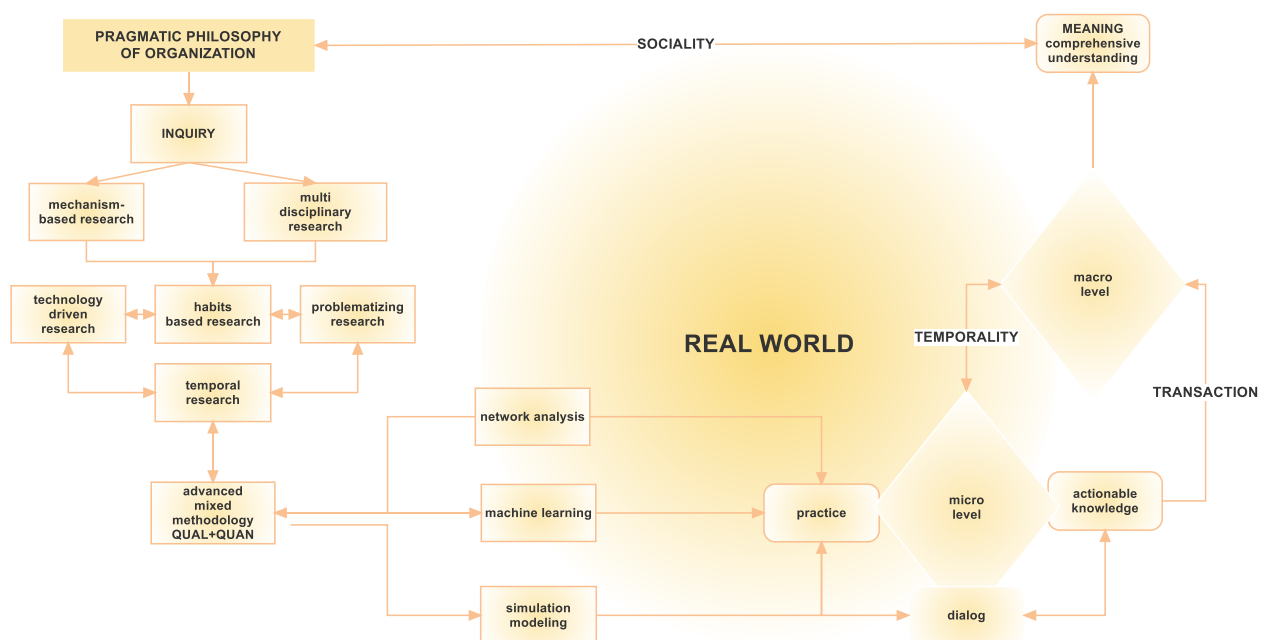 PRAGMATIC PHILOSOPHY
OF ORGANIZATION
SOCIALITY
MEANING
comprehensive
understanding
INQUIRY
mechanism-
based research
multi
disciplinary
research
technology
driven
research
habits
based research
problematizing
research
macro
level
REAL WORLD
TEMPORALITY
temporal
research
TRANSACTION
network analysis
advanced
mixed
methodology
QUAL+QUAN
machine learning
practice
micro
level
actionable
knowledge
simulation
modeling
dialog